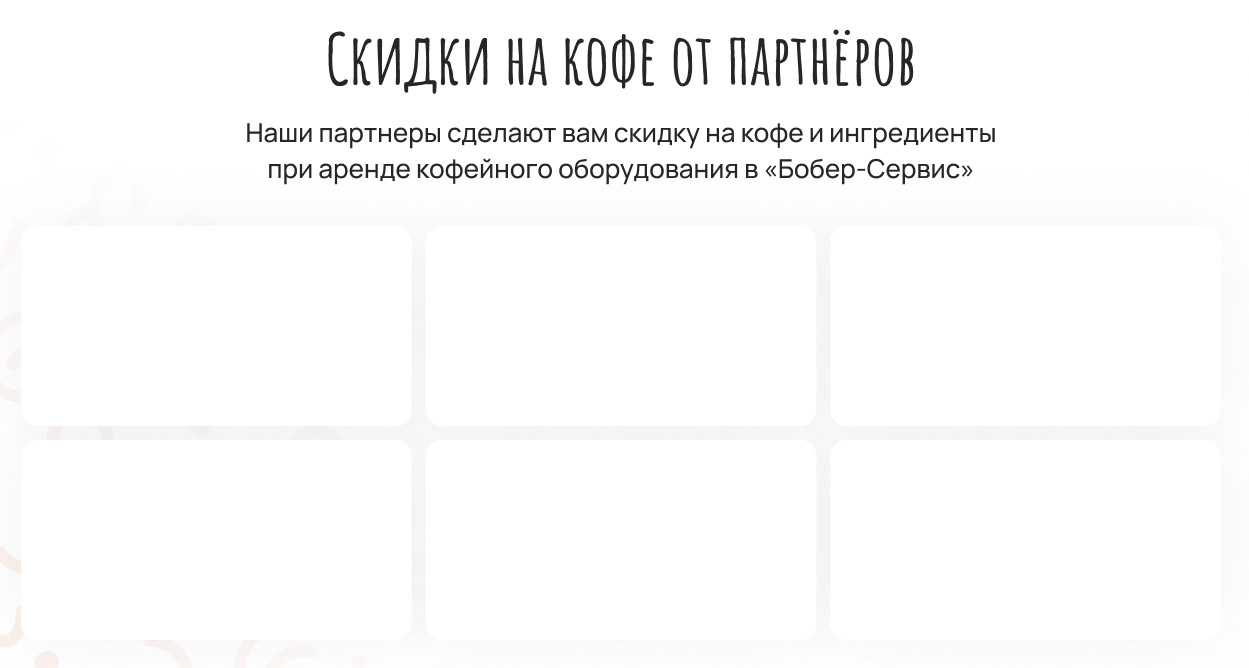 Скидки на кофе от партнёров
Наши партнеры сделают вам скидку на кофе и ингредиенты
при аренде кофейного оборудования в «Бобер-Сервис»